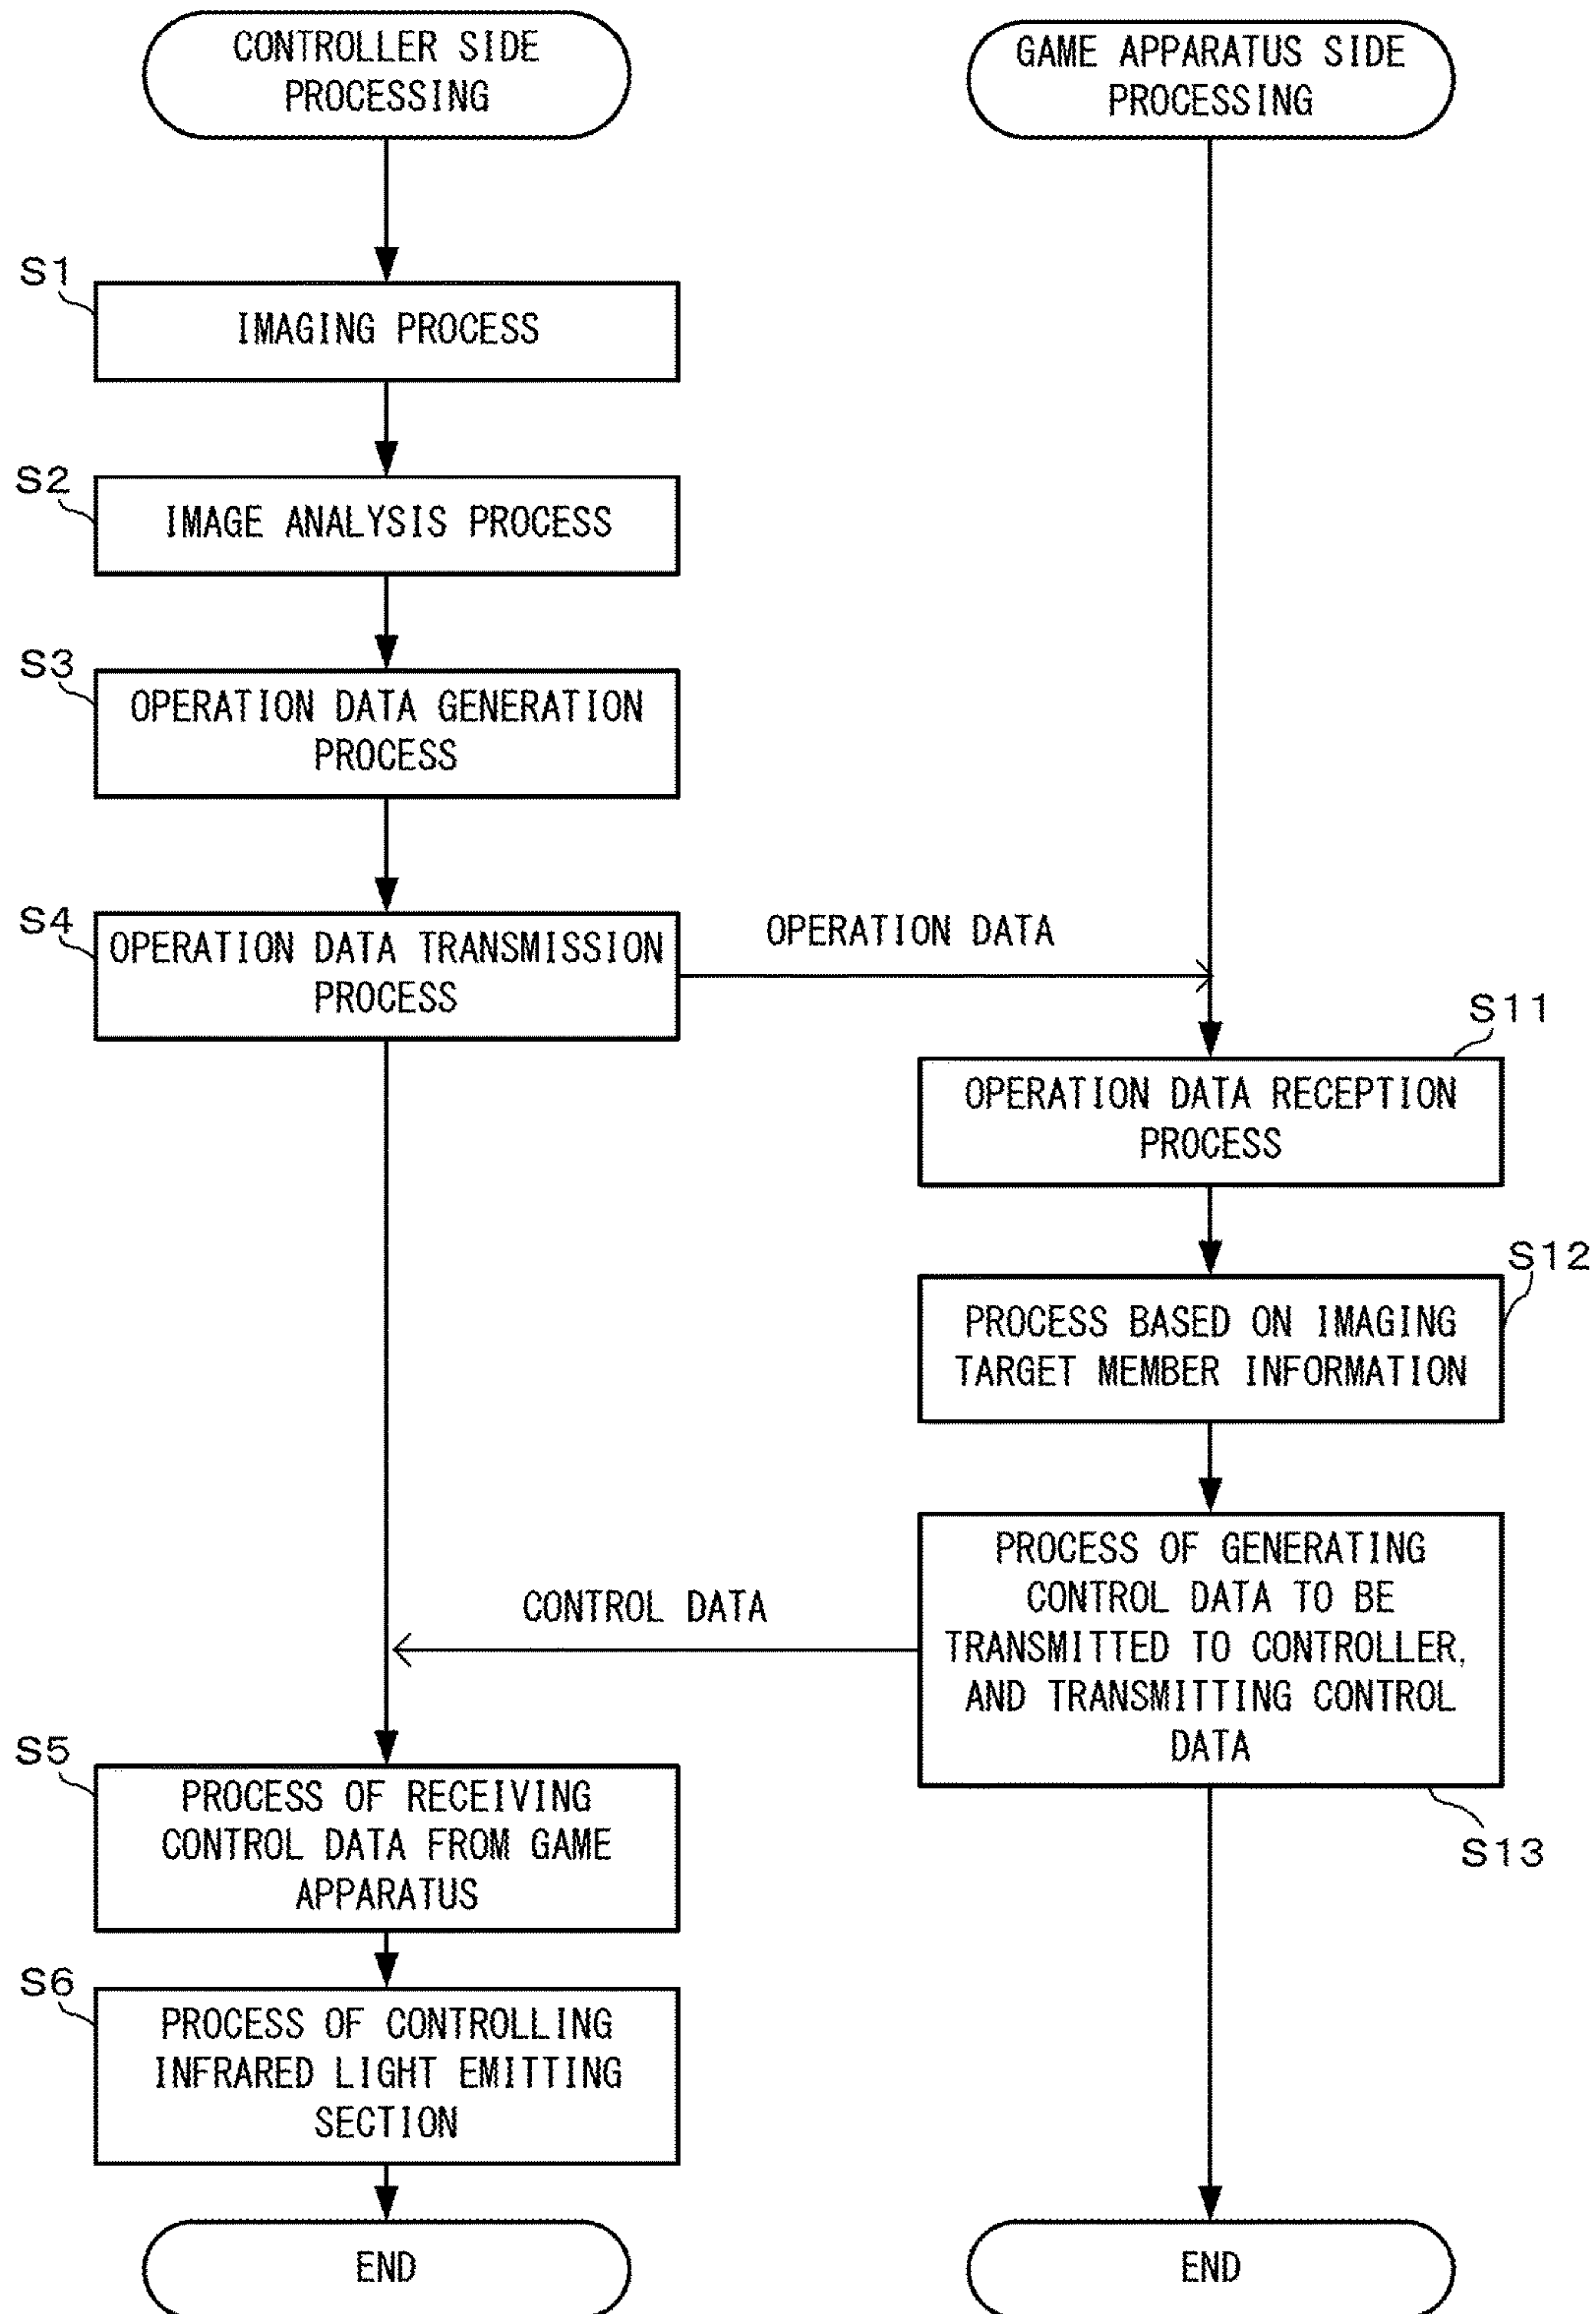 CONTROLLER SIDE
PROCESSING
GAME APPARATUS SIDE
PROCESSING
S1
IMAGING PROCESS
S2
IMAGE ANALYSIS PROCESS
S3
OPERATION DATA GENERATION
PROCESS
S4
OPERATION DATA TRANSMISSION
PROCESS
OPERATION DATA
S11
OPERATION DATA RECEPTION
PROCESS
S12
PROCESS BASED ON IMAGING
TARGET MEMBER INFORMATION
PROCESS OF GENERATING
CONTROL DATA TO BE
TRANSMITTED TO CONTROLLER,
AND TRANSMITTING CONTROL
DATA
S13
CONTROL DATA
S5
PROCESS OF RECEIVING
CONTROL DATA FROM GAME
APPARATUS
S6
PROCESS OF CONTROLLING
INFRARED LIGHT EMITTING
SECTION
END
END